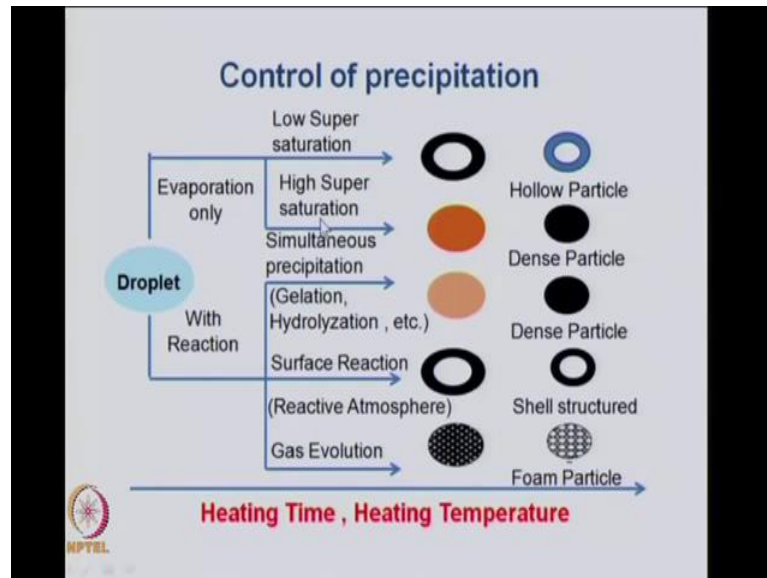 Control of precipitation
Low Super
saturation
Evaporation
only
High Super
saturation
Hollow Particle
Simultaneous
precipitation
Dense Particle
Droplet
(Gelation,
Hydrolyzation , etc.)
With
Reaction
Dense Particle
Surface Reaction
(Reactive Atmosphere)
Shell structured
Gas Evolution
Foam Particle
Heating Time , Heating Temperature
NPTEL